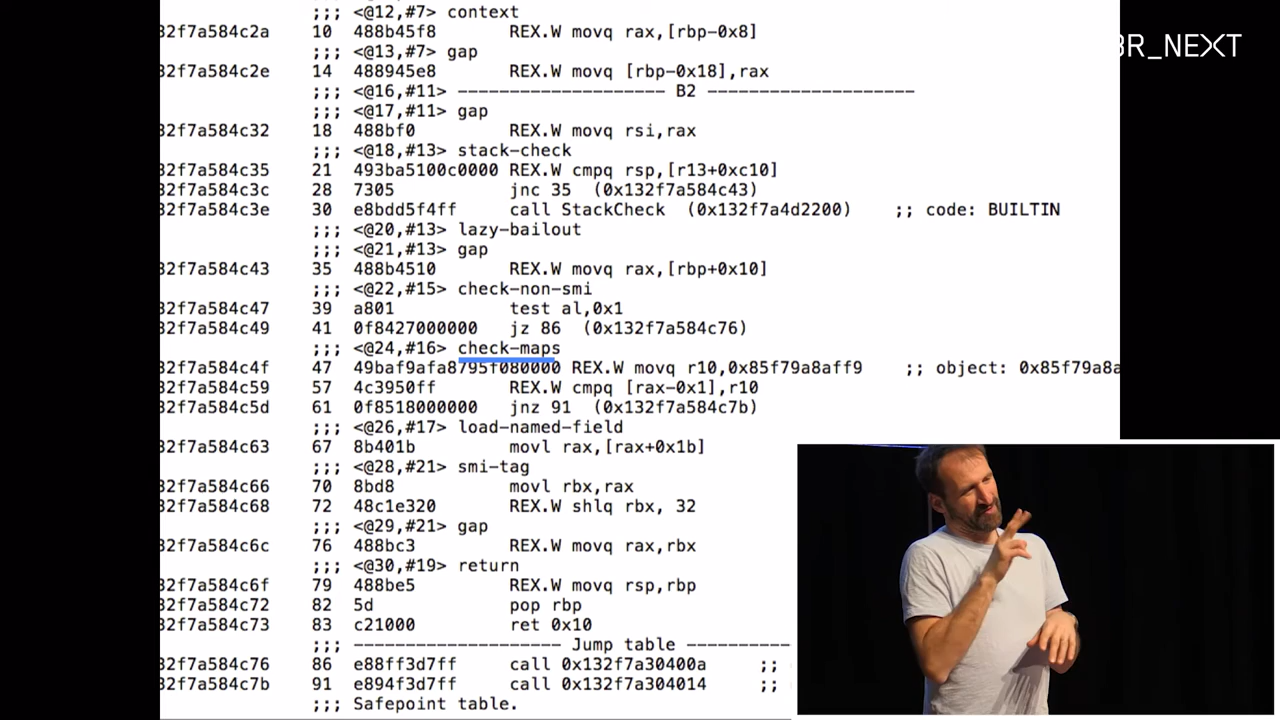 ;;; <@12,#7> context
32f7a584c2a 10 488b45f8 REX.W movq rax,[rbp-0x8]
;;; <@13,#7> gap
32f7a584c2e 14 488945e8 REX.W movq [rbp-0x18],rax
;;; <@16,#11> -------------------- B2 --------------------
;;; <@17,#11> gap
32f7a584c32 18 488bf0 REX.W movq rsi,rax
;;; <@18,#13> stack-check
32f7a584c35 21 493ba5100c0000 REX.W cmpq rsp,[r13+0xc10]
32f7a584c3c 28 7305 jnc 35 (0x132f7a584c43)
32f7a584c3e 30 e8bdd5f4ff call StackCheck (0x132f7a4d2200) ;; code: BUILTIN
;;; <@20,#13> lazy-bailout
;;; <@21,#13> gap
32f7a584c43 35 488b4510 REX.W movq rax,[rbp+0x10]
;;; <@22,#15> check-non-smi
32f7a584c47 39 a801 test al,0x1
32f7a584c49 41 0f8427000000 jz 86 (0x132f7a584c76)
;;; <@24,#16> check-maps
32f7a584c4f 47 49baf9afa8795f080000 REX.W movq r10,0x85f79a8aff9 ;; object: 0x85f79a8a
32f7a584c59 57 4c3950ff REX.W cmpq [rax-0x1],r10
32f7a584c5d 61 0f8518000000 jnz 91 (0x132f7a584c7b)
;;; <@26,#17> load-named-field
32f7a584c63 67 8b401b movl rax,[rax+0x1b]
;;; <@28,#21> smi-tag
32f7a584c66 70 8bd8 movl rbx,rax
32f7a584c68 72 48c1e320 REX.W shlq rbx, 32
;;; <@29,#21> gap
32f7a584c6c 76 488bc3 REX.W movq rax,rbx
;;; <@30,#19> return
32f7a584c6f 79 488be5 REX.W movq rsp,rbp
32f7a584c72 82 5d pop rbp
32f7a584c73 83 c21000 ret 0x10
;;; -------------------- Jump table ----------
32f7a584c76 86 e88ff3d7ff call 0x132f7a30400a ;;
32f7a584c7b 91 e894f3d7ff call 0x132f7a304014 ;;
;;; Safepoint table.
BR_NEXT